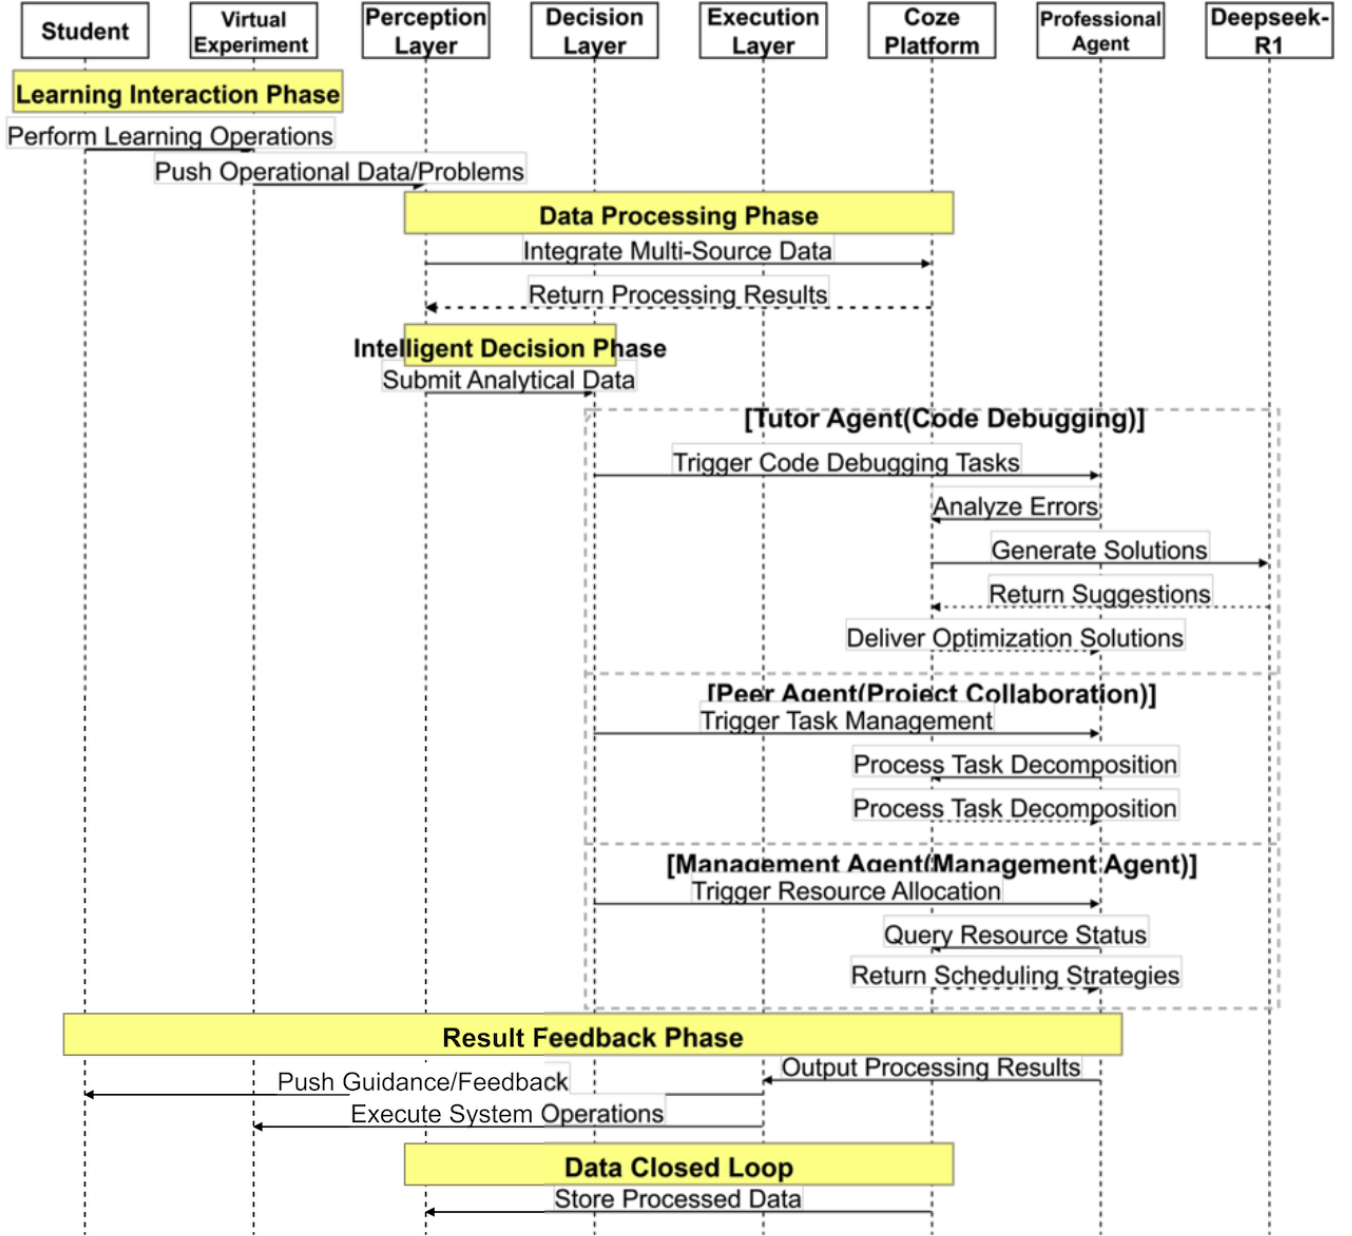 Student
Virtual
Experiment
Perception
Layer
Decision
Layer
Execution
Layer
Coze
Platform
Professional
Agent
Deepseek-
R1
Learning Interaction Phase
Perform Learning Operations
Push Operational Data/Problems
Data Processing Phase
Integrate Multi-Source Data
Return Processing Results
Intelligent Decision Phase
Submit Analytical Data
[Tutor Agent(Code Debugging)]
Trigger Code Debugging Tasks
Analyze Errors
Generate Solutions
Return Suggestions
Deliver Optimization Solutions
[Peer Agent(Project Collaboration)]
Trigger Task Management
Process Task Decomposition
Process Task Decomposition
[Management Agent(Management Agent)]
Trigger Resource Allocation
Query Resource Status
Return Scheduling Strategies
Result Feedback Phase
Output Processing Results
Push Guidance/Feedback
Execute System Operations
Data Closed Loop
Store Processed Data